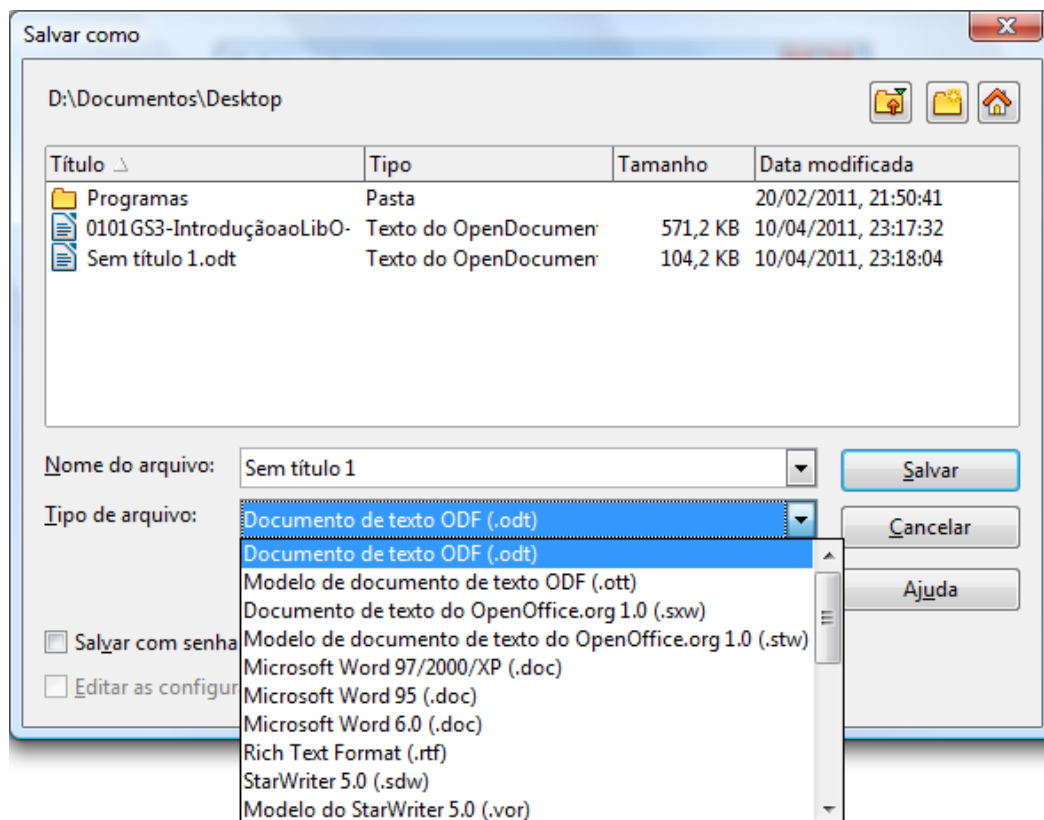 Salvar como
D:\Documentos\Desktop
Título Tipo Tamanho Data modificada
Programas Pasta 20/02/2011, 21:50:41
0101GS3-IntroduçãoaoLibO- Texto do OpenDocumen 571,2 KB 10/04/2011, 23:17:32
Sem título 1.odt Texto do OpenDocumen 104,2 KB 10/04/2011, 23:18:04
Nome do arquivo: Sem título 1 Salvar
Tipo de arquivo: Documento de texto ODF (.odt) Cancelar
Documento de texto ODF (.odt)
Modelo de documento de texto ODF (.ott) Ajuda
Documento de texto do OpenOffice.org 1.0 (.sxw)
Salvar com senha Modelo de documento de texto do OpenOffice.org 1.0 (.stw)
Microsoft Word 97/2000/XP (.doc)
Editar as configur Microsoft Word 95 (.doc)
Microsoft Word 6.0 (.doc)
Rich Text Format (.rtf)
StarWriter 5.0 (.sdw)
Modelo do StarWriter 5.0 (.vor)